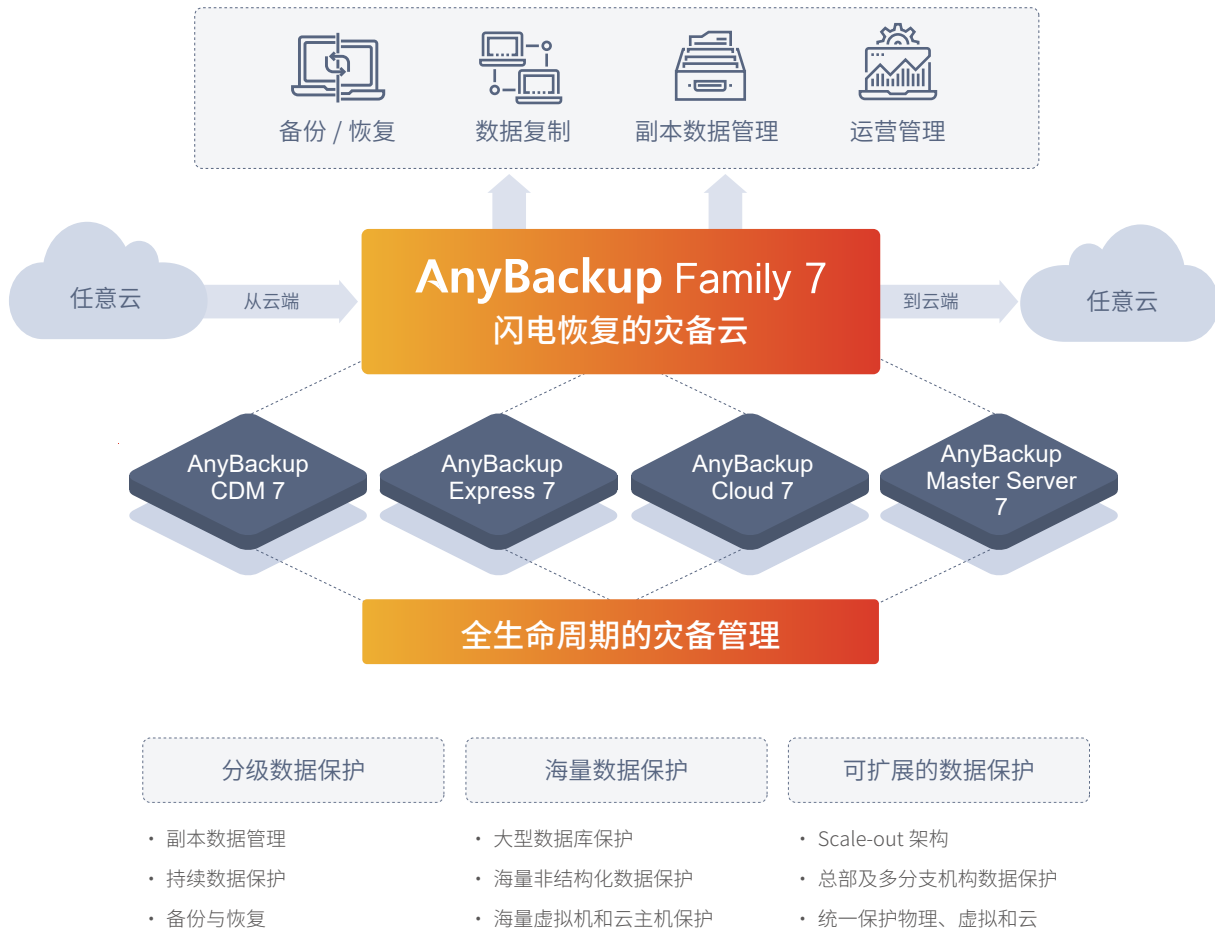 备份 / 恢复
数据复制
副本数据管理
运营管理
任意云
从云端
AnyBackup Family 7
闪电恢复的灾备云
到云端
任意云
AnyBackup
CDM 7
AnyBackup
Express 7
AnyBackup
Cloud 7
AnyBackup
Master Server
7
全生命周期的灾备管理
分级数据保护
海量数据保护
可扩展的数据保护
· 副本数据管理
· 持续数据保护
· 备份与恢复
· 大型数据库保护
· 海量非结构化数据保护
· 海量虚拟机和云主机保护
· Scale-out 架构
· 总部及多分支机构数据保护
· 统一保护物理、虚拟和云